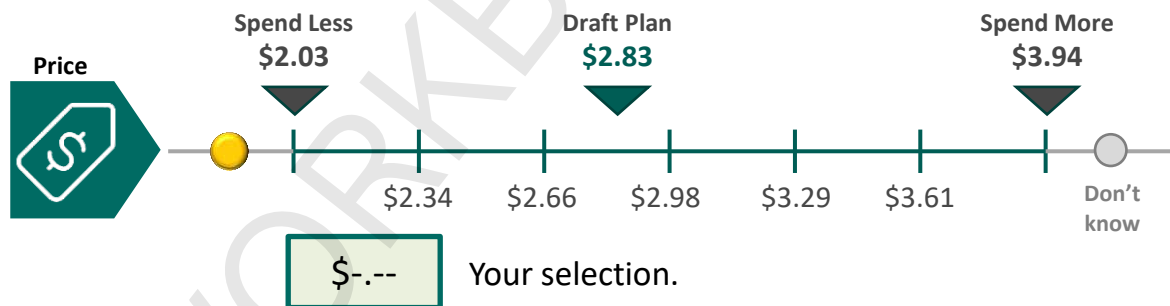 Spend Less
$2.03
Draft Plan
$2.83
Spend More
$3.94
Price
$
$2.34
$2.66
$2.98
$3.29
$3.61
Don't
know
$-.--
Your selection.